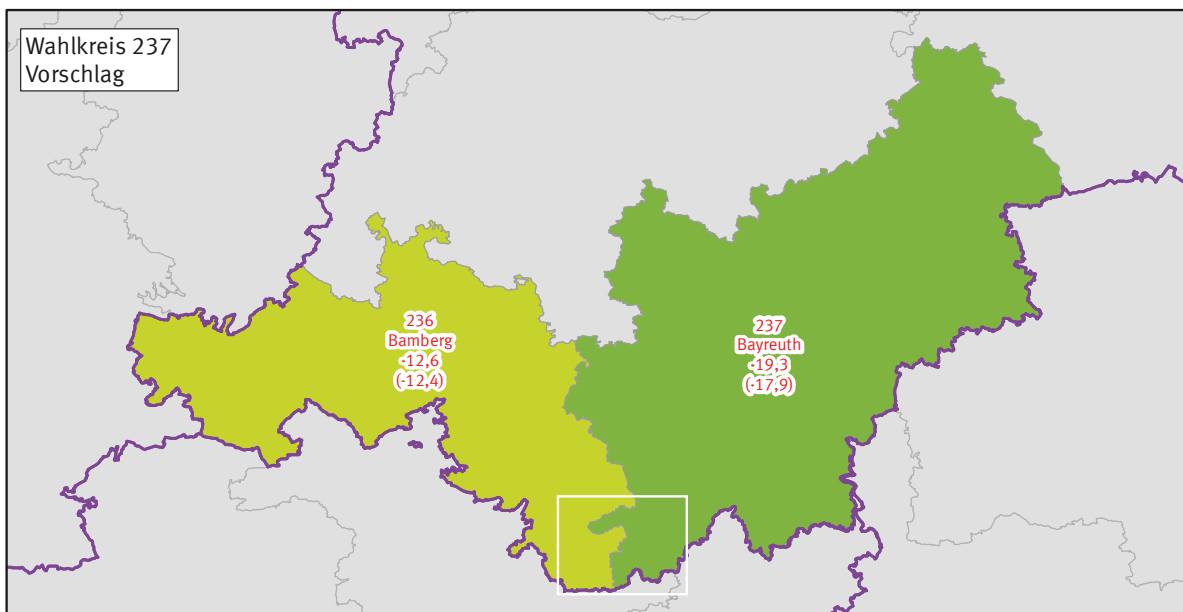 Wahlkreis 237
Vorschlag
236
Bamberg
-12,6
(-12,4)
237
Bayreuth
-19,3
(-17,9)